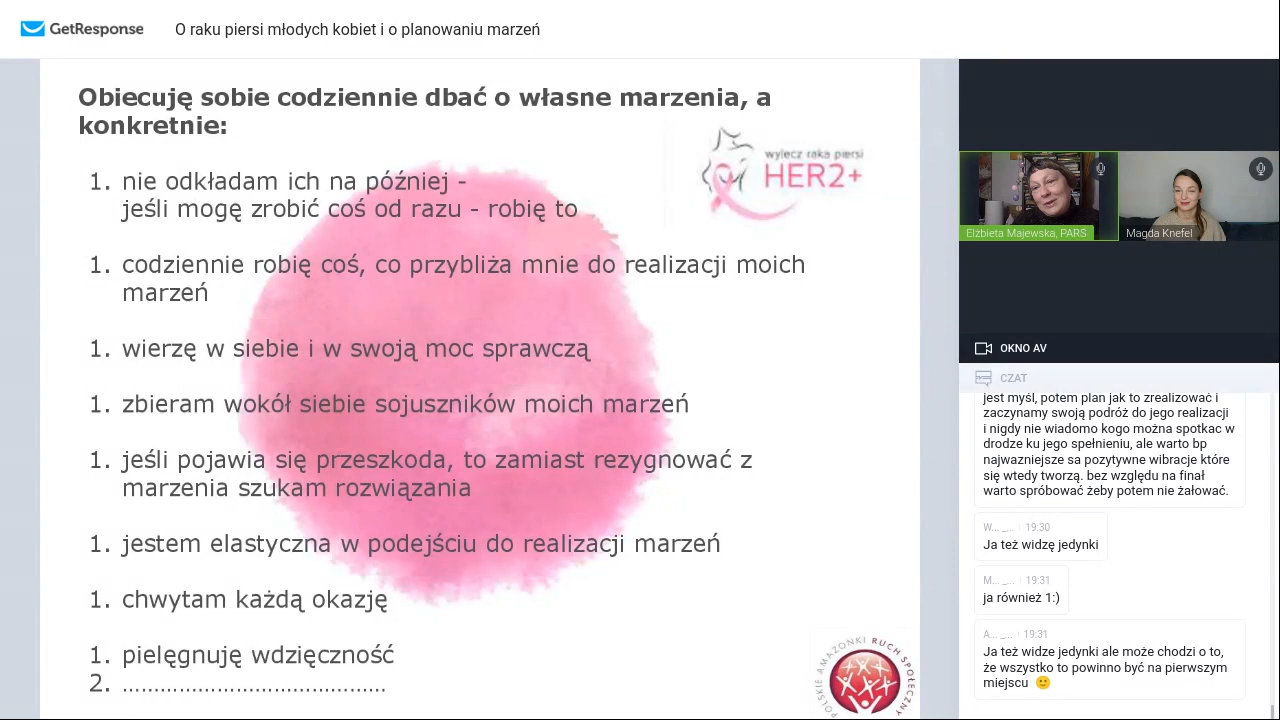 GetResponse
O raku piersi młodych kobiet i o planowaniu marzeń
Obiecuję sobie codziennie dbać o własne marzenia, a
konkretnie:
wylecz raka piersi
HER2+
1. nie odkładam ich na później -
jeśli mogę zrobić coś od razu - robię to
1. codziennie robię coś, co przybliża mnie do realizacji moich
marzeń
1. wierzę w siebie i w swoją moc sprawczą
1. zbieram wokół siebie sojuszników moich marzeń
1. jeśli pojawia się przeszkoda, to zamiast rezygnować z
marzenia szukam rozwiązania
1. jestem elastyczna w podejściu do realizacji marzeń
1. chwytam każdą okazję
1. pielęgnuję wdzięczność
2. ........................................
POLSKIE AMAZONKI RUCH SPOŁECZNY
Elżbieta Majewska, PARS
Magda Knefel
OKNO AV
CZAT
jest myśl, potem plan jak to zrealizować i
zaczynamy swoją podróż do jego realizacji
i nigdy nie wiadomo kogo można spotkac w
drodze ku jego spełnieniu, ale warto bp
najwazniejsze sa pozytywne wibracje które
się wtedy tworzą. bez względu na finał
warto spróbować żeby potem nie żałować.
W... _... 19:30
Ja też widzę jedynki
M... _... 19:31
ja również 1:)
A... _... 19:31
Ja też widze jedynki ale może chodzi o to,
że wszystko to powinno być na pierwszym
miejscu 🙂